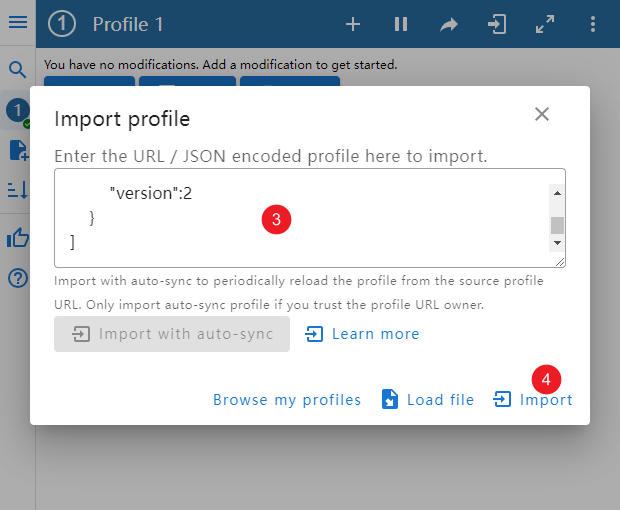 1 Profile 1
You have no modifications. Add a modification to get started.
1
Import profile
Enter the URL / JSON encoded profile here to import.
"version":2
}
]
3
Import with auto-sync to periodically reload the profile from the source profile
URL. Only import auto-sync profile if you trust the profile URL owner.
Import with auto-sync Learn more
4
Browse my profiles Load file Import